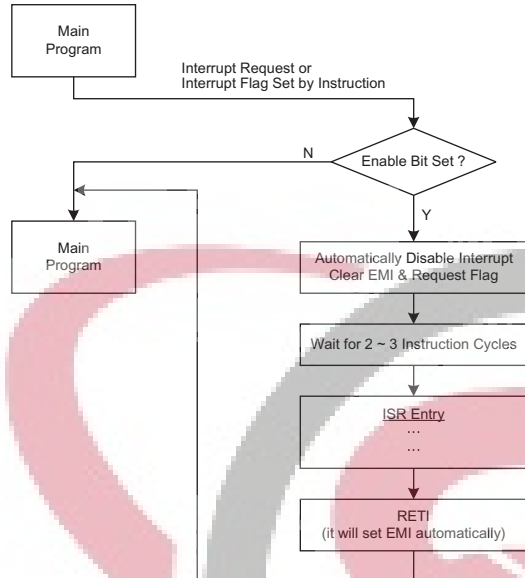 Main
Program
Interrupt Request or
Interrupt Flag Set by Instruction
Enable Bit Set ?
N
Y
Main
Program
Automatically Disable Interrupt
Clear EMI & Request Flag
Wait for 2 ~ 3 Instruction Cycles
ISR Entry
...
...
RETI
(it will set EMI automatically)